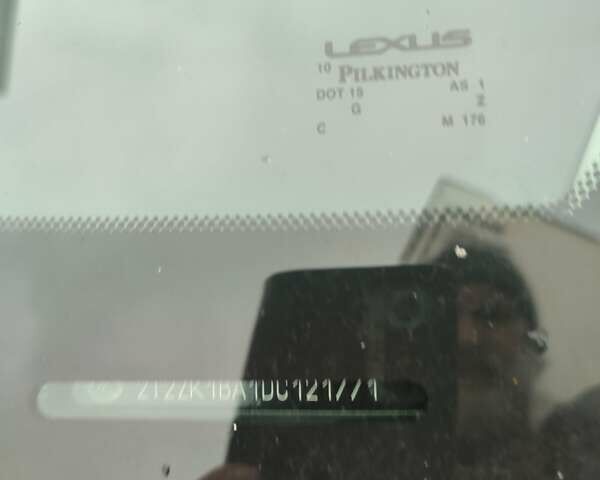 LEXUS
10 PILKINGTON
DOT 15 AS 1
G Z
C M 176
2T2ZK1BA1DC121771